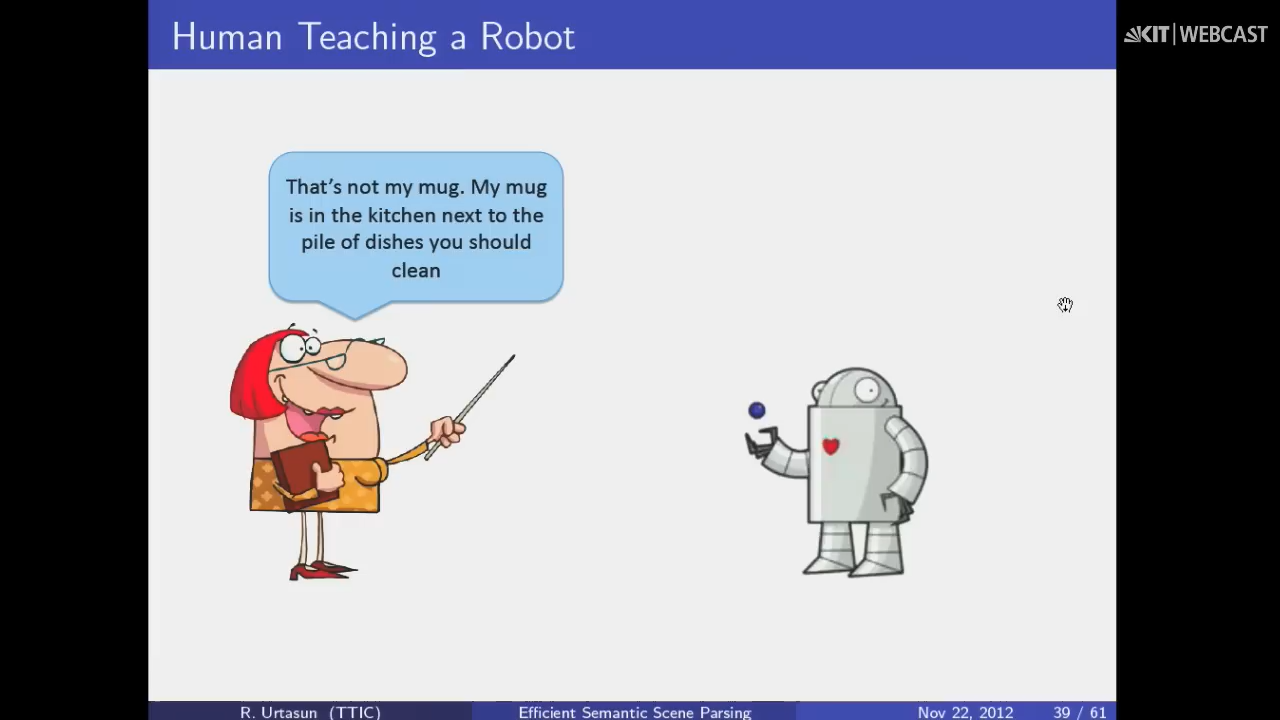 Human Teaching a Robot
KIT | WEBCAST
That's not my mug. My mug
is in the kitchen next to the
pile of dishes you should
clean
R. Urtasun (TTIC)
Efficient Semantic Scene Parsing
Nov 22, 2012
39 / 61